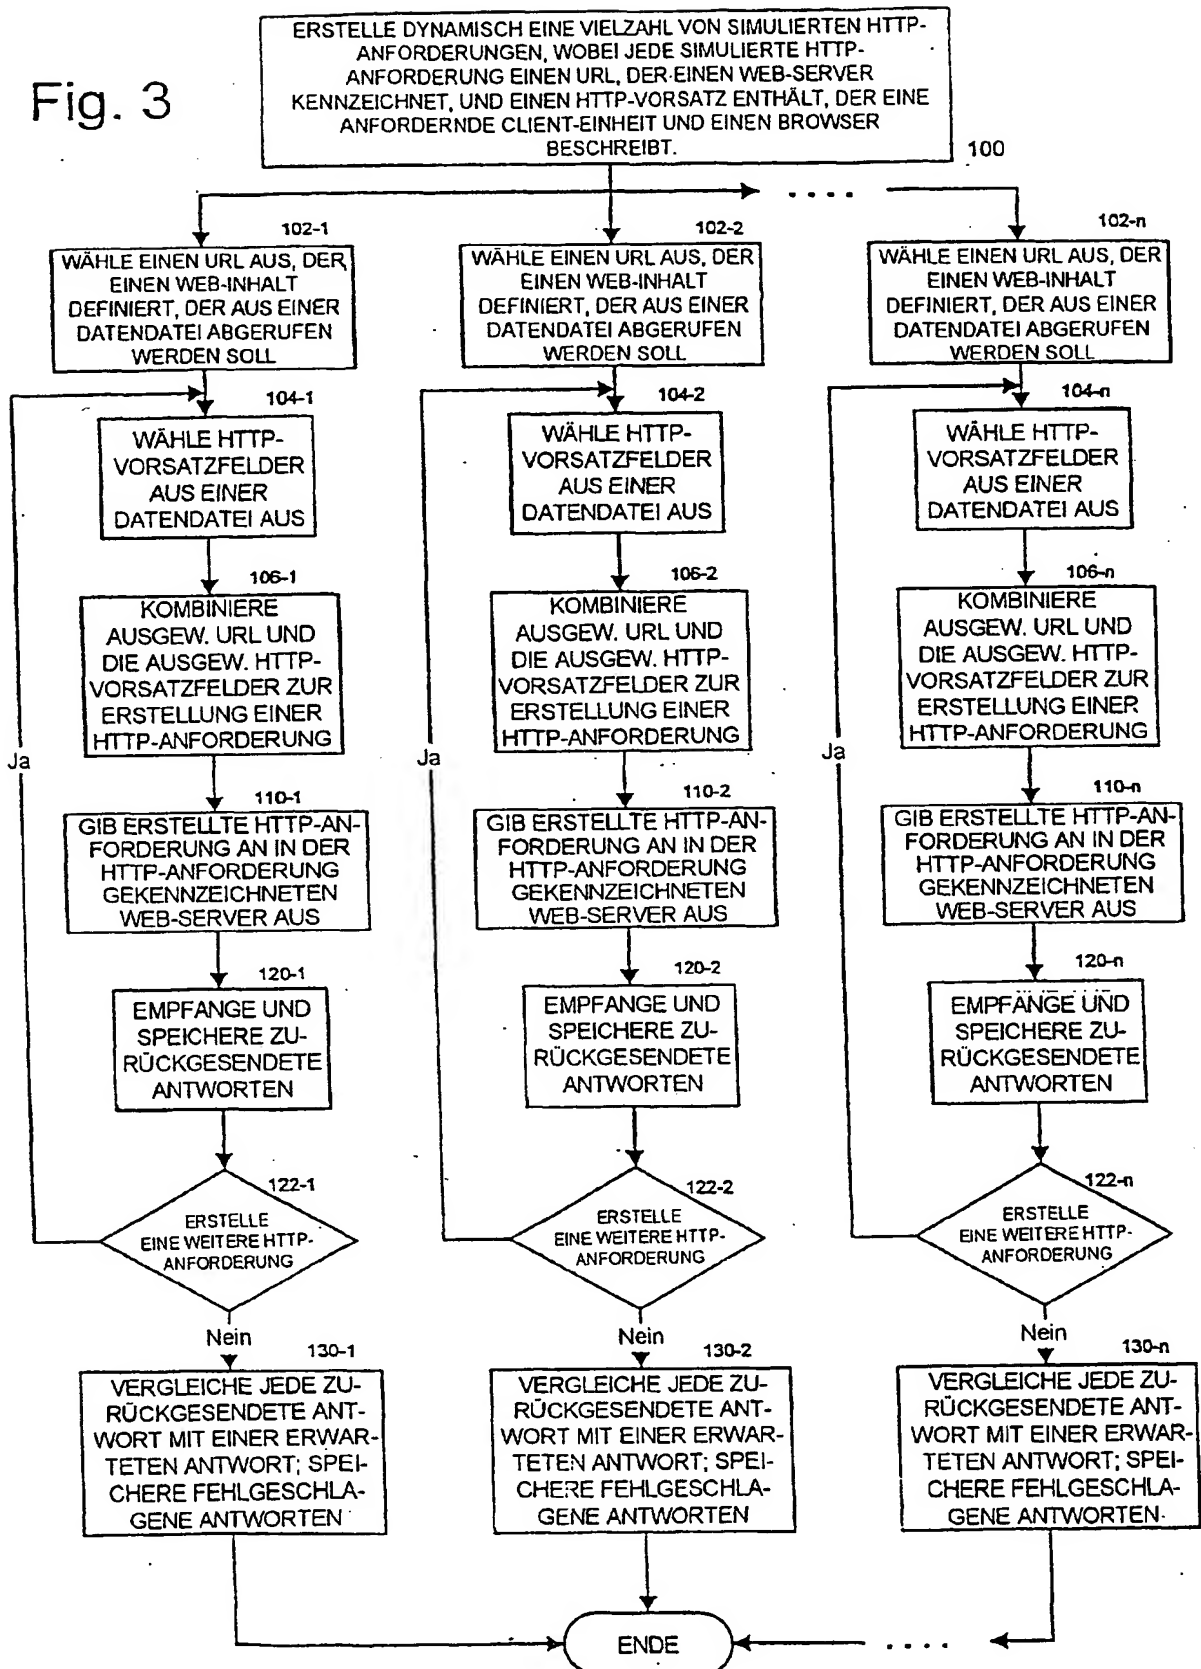 Fig. 3
ERSTELLE DYNAMISCH EINE VIELZAHL VON SIMULIERTEN HTTP-
ANFORDERUNGEN, WOBEI JEDE SIMULIERTE HTTP-
ANFORDERUNG EINEN URL, DER EINEN WEB-SERVER
KENNZEICHNET, UND EINEN HTTP-VORSATZ ENTHÄLT, DER EINE
ANFORDERNDE CLIENT-EINHEIT UND EINEN BROWSER
BESCHREIBT.
100
102-1
WÄHLE EINEN URL AUS, DER
EINEN WEB-INHALT
DEFINIERT, DER AUS EINER
DATENDATEI ABGERUFEN
WERDEN SOLL
104-1
WÄHLE HTTP-
VORSATZFELDER
AUS EINER
DATENDATEI AUS
106-1
KOMBINIERE
AUSGEW. URL UND
DIE AUSGEW. HTTP-
VORSATZFELDER ZUR
ERSTELLUNG EINER
HTTP-ANFORDERUNG
Ja
110-1
GIB ERSTELLTE HTTP-AN-
FORDERUNG AN IN DER
HTTP-ANFORDERUNG
GEKENNZEICHNETEN
WEB-SERVER AUS
120-1
EMPFANGE UND
SPEICHERE ZU-
RÜCKGESENDETE
ANTWORTEN
122-1
ERSTELLE
EINE WEITERE HTTP-
ANFORDERUNG
Nein
130-1
VERGLEICHE JEDE ZU-
RÜCKGESENDETE ANT-
WORT MIT EINER ERWAR-
TETEN ANTWORT; SPEI-
CHERE FEHLGESCHLA-
GENE ANTWORTEN
102-2
WÄHLE EINEN URL AUS, DER
EINEN WEB-INHALT
DEFINIERT, DER AUS EINER
DATENDATEI ABGERUFEN
WERDEN SOLL
104-2
WÄHLE HTTP-
VORSATZFELDER
AUS EINER
DATENDATEI AUS
106-2
KOMBINIERE
AUSGEW. URL UND
DIE AUSGEW. HTTP-
VORSATZFELDER ZUR
ERSTELLUNG EINER
HTTP-ANFORDERUNG
Ja
110-2
GIB ERSTELLTE HTTP-AN-
FORDERUNG AN IN DER
HTTP-ANFORDERUNG
GEKENNZEICHNETEN
WEB-SERVER AUS
120-2
EMPFANGE UND
SPEICHERE ZU-
RÜCKGESENDETE
ANTWORTEN
122-2
ERSTELLE
EINE WEITERE HTTP-
ANFORDERUNG
Nein
130-2
VERGLEICHE JEDE ZU-
RÜCKGESENDETE ANT-
WORT MIT EINER ERWAR-
TETEN ANTWORT; SPEI-
CHERE FEHLGESCHLA-
GENE ANTWORTEN
102-n
WÄHLE EINEN URL AUS, DER
EINEN WEB-INHALT
DEFINIERT, DER AUS EINER
DATENDATEI ABGERUFEN
WERDEN SOLL
104-n
WÄHLE HTTP-
VORSATZFELDER
AUS EINER
DATENDATEI AUS
106-n
KOMBINIERE
AUSGEW. URL UND
DIE AUSGEW. HTTP-
VORSATZFELDER ZUR
ERSTELLUNG EINER
HTTP-ANFORDERUNG
Ja
110-n
GIB ERSTELLTE HTTP-AN-
FORDERUNG AN IN DER
HTTP-ANFORDERUNG
GEKENNZEICHNETEN
WEB-SERVER AUS
120-n
EMPFANGE UND
SPEICHERE ZU-
RÜCKGESENDETE
ANTWORTEN
122-n
ERSTELLE
EINE WEITERE HTTP-
ANFORDERUNG
Nein
130-n
VERGLEICHE JEDE ZU-
RÜCKGESENDETE ANT-
WORT MIT EINER ERWAR-
TETEN ANTWORT; SPEI-
CHERE FEHLGESCHLA-
GENE ANTWORTEN
ENDE